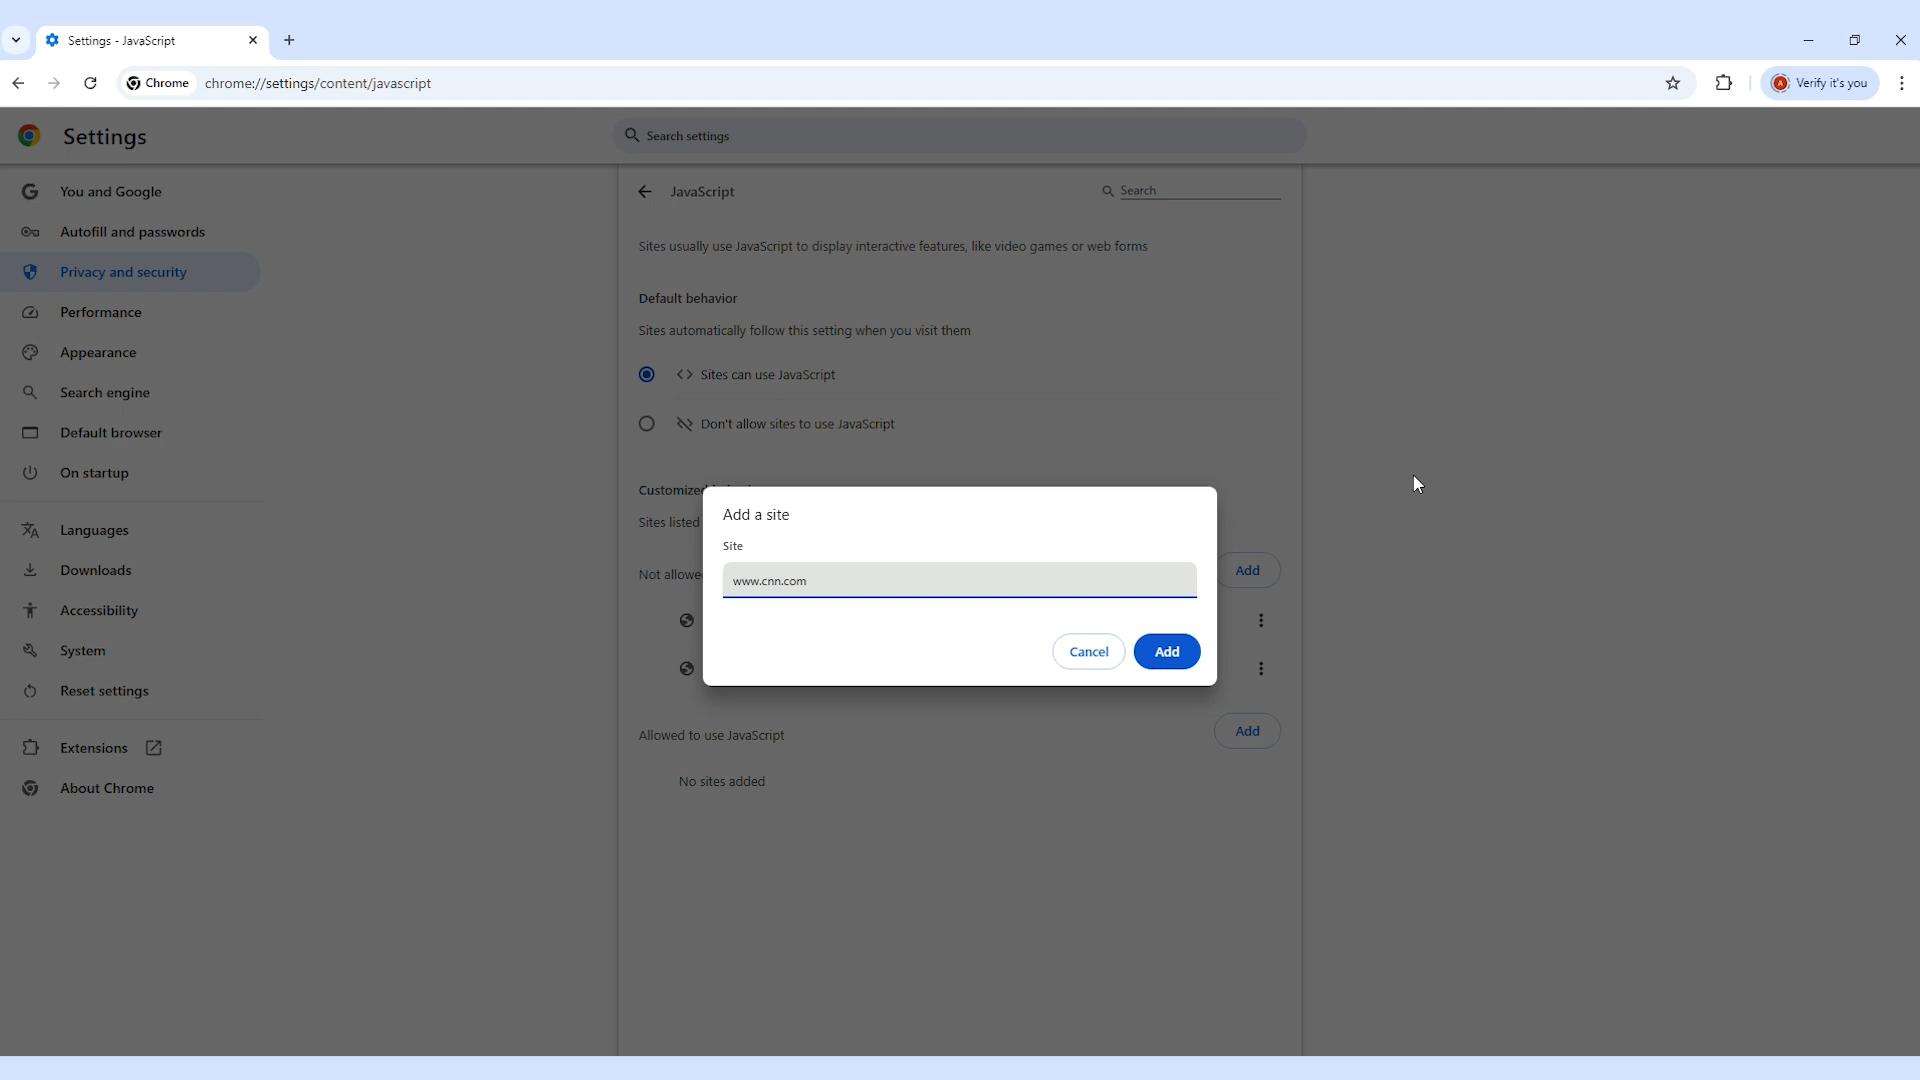 Settings - JavaScript
Chrome
chrome://settings/content/javascript
Verify it's you
Settings
Search settings
You and Google
Autofill and passwords
Privacy and security
Performance
Appearance
Search engine
Default browser
On startup
Languages
Downloads
Accessibility
System
Reset settings
Extensions
About Chrome
JavaScript
Search
Sites usually use JavaScript to display interactive features, like video games or web forms
Default behavior
Sites automatically follow this setting when you visit them
Sites can use JavaScript
Don't allow sites to use JavaScript
Customized
Sites listed
Not allowe
Add
Add a site
Site
www.cnn.com
Cancel
Add
Allowed to use JavaScript
Add
No sites added